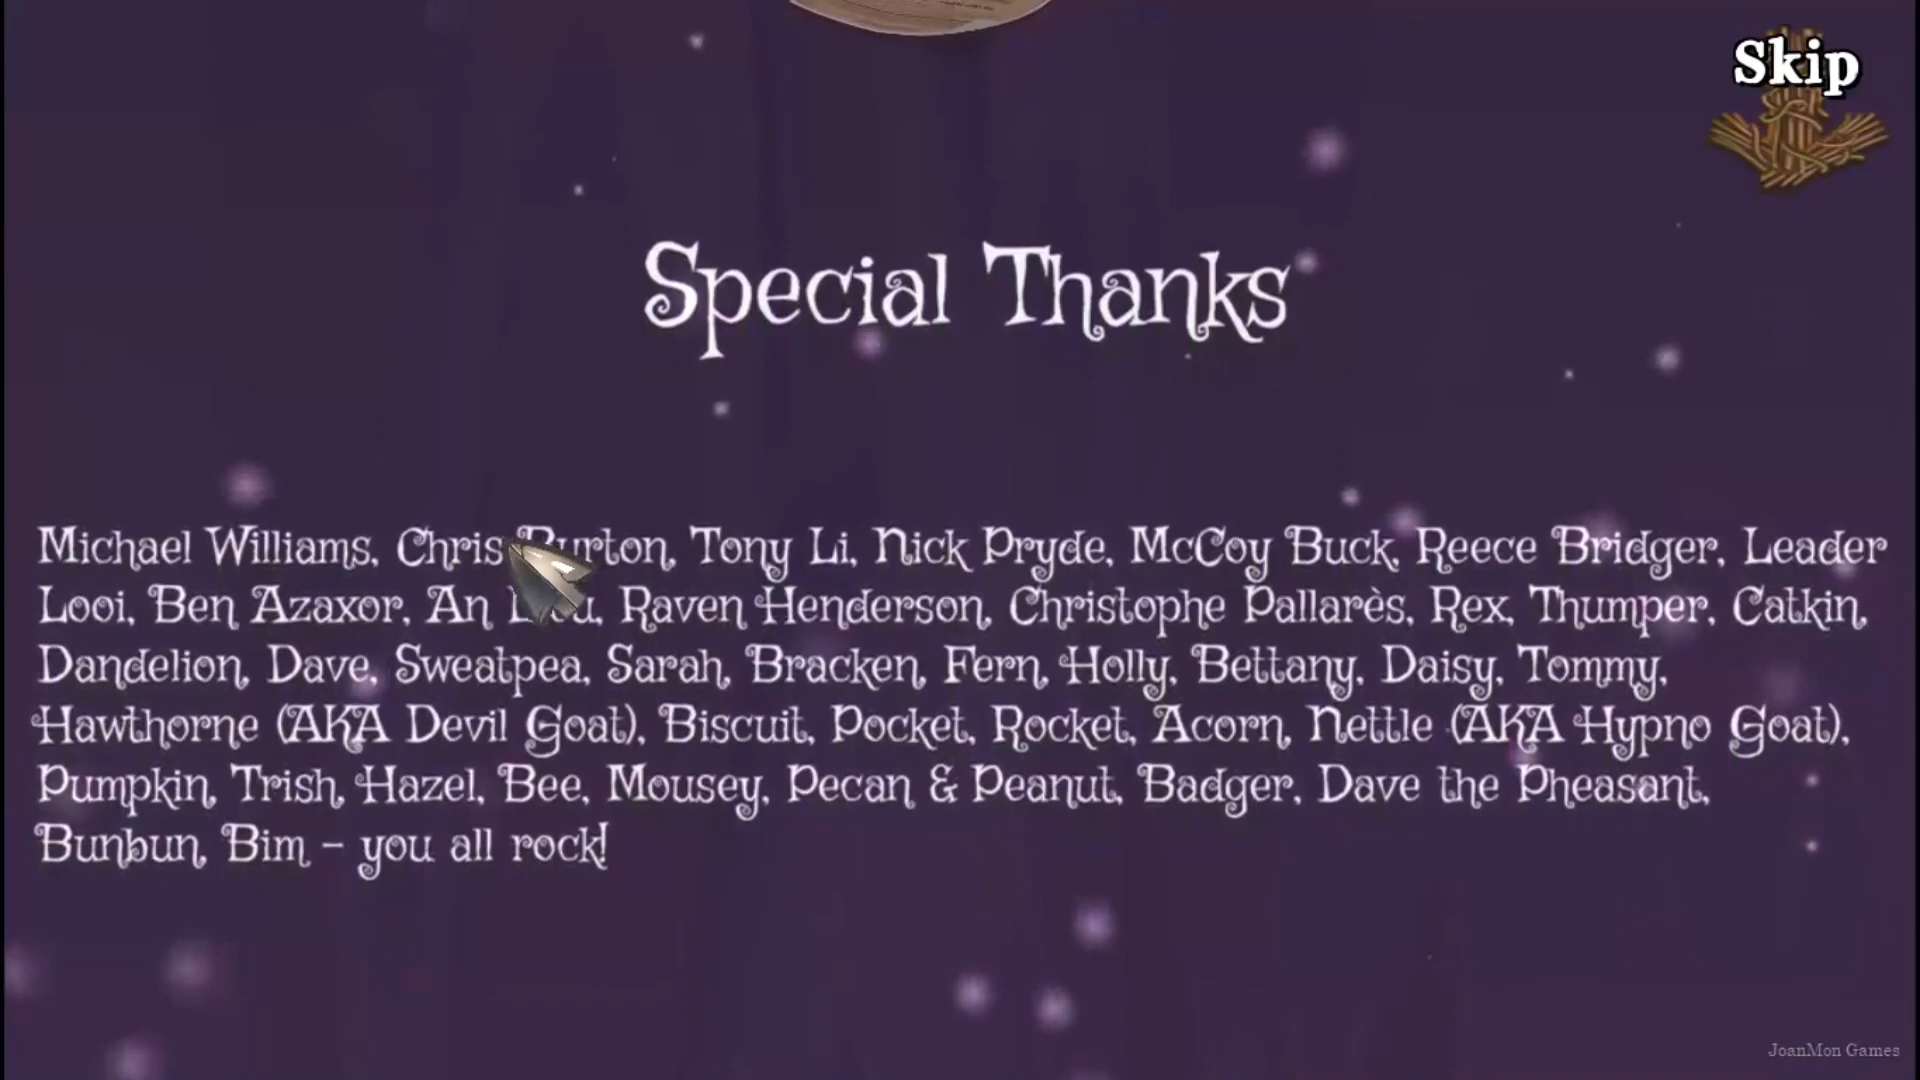 Skip
Special Thanks
Michael Williams, Chris Burton, Tony Li, Nick Pryde, McCoy Buck, Reece Bridger, Leader
Looi, Ben Azaxor, An Raven Henderson, Christophe Pallarès, Rex, Thumper, Catkin,
Dandelion, Dave, Sweatpea, Sarah, Bracken, Fern, Holly, Bettany, Daisy, Tommy,
Hawthorne (AKA Devil Goat), Biscuit, Pocket, Rocket, Acorn, Nettle (AKA Hypno Goat),
Pumpkin, Trish, Hazel, Bee, Mousey, Pecan & Peanut, Badger, Dave the Pheasant,
Bunbun, Bim - you all rock!
JoanMon Games